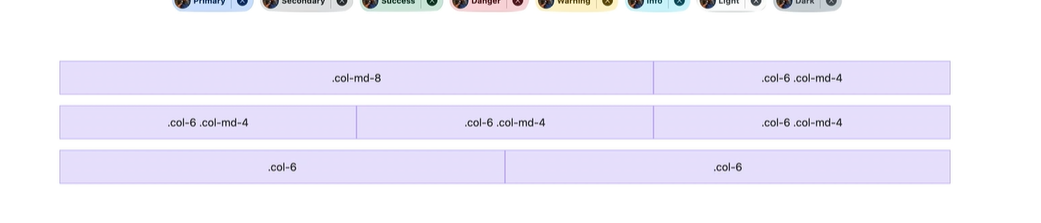 Primary Secondary Success Danger Warning Info Light Dark
.col-md-8 .col-6 .col-md-4
.col-6 .col-md-4 .col-6 .col-md-4 .col-6 .col-md-4
.col-6 .col-6